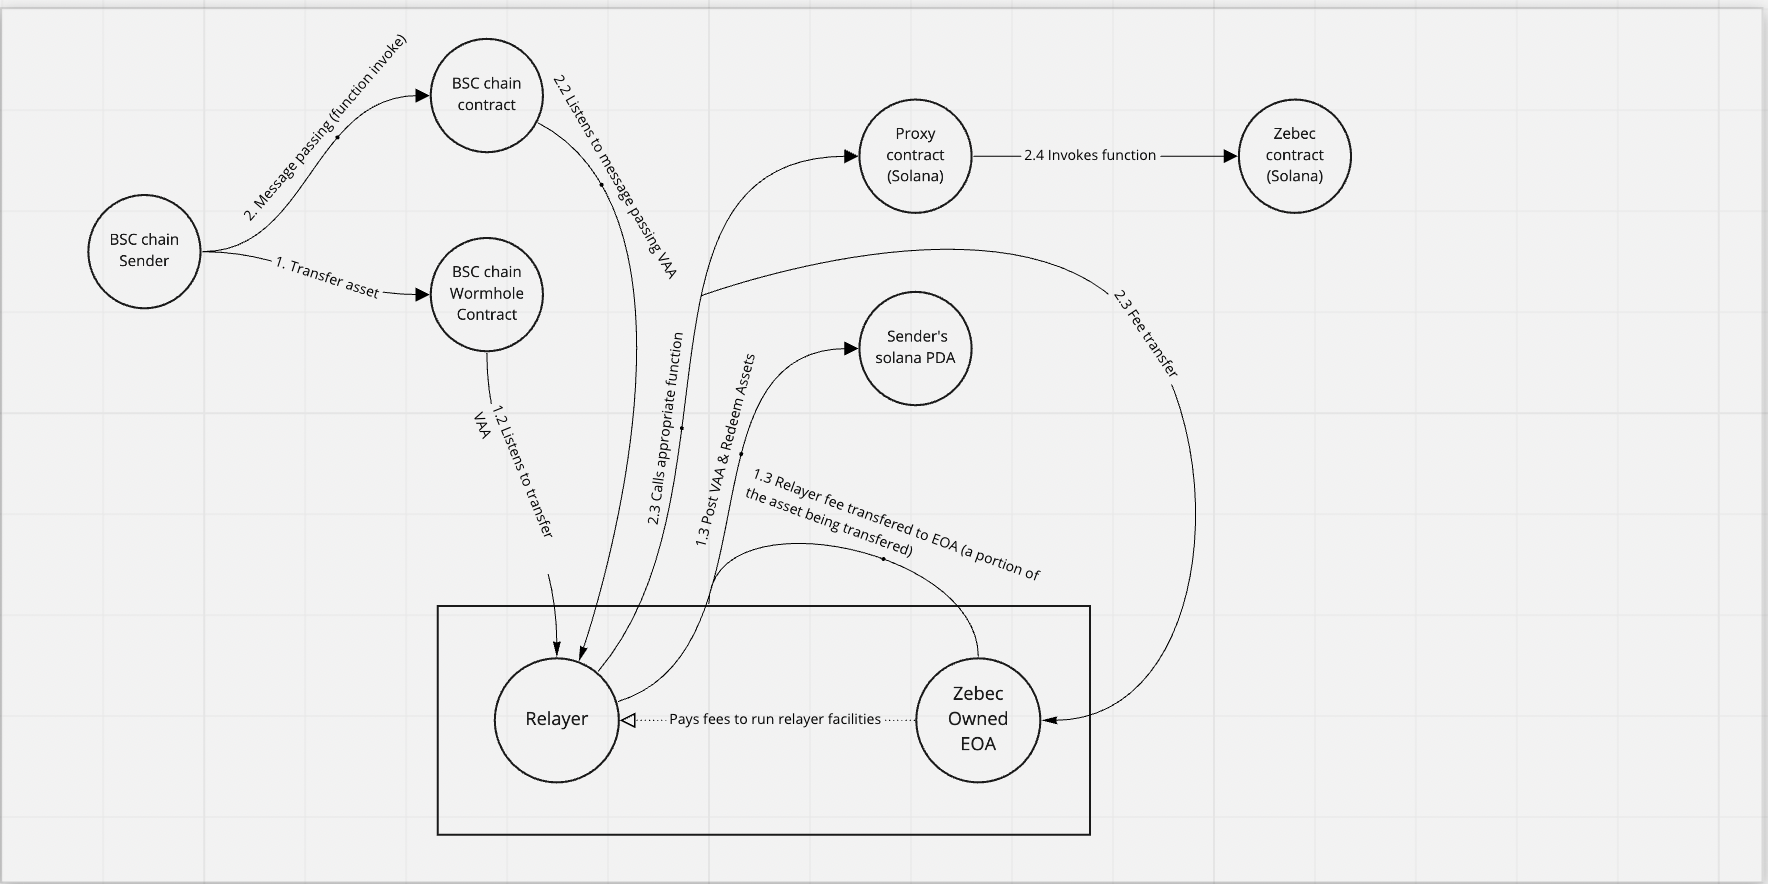 2. Message passing (function invoke)
BSC chain
contract
2.2 Listens to message passing VAA
Proxy
contract
(Solana)
2.4 Invokes function
Zebec
contract
(Solana)
BSC chain
Sender
1. Transfer asset
BSC chain
Wormhole
Contract
Sender's
solana PDA
2.3 Fee transfer
1.2 Listens to transfer
VAA
2.3 Calls appropriate function
1.3 Post VAA & Redeem Assets
1.3 Relayer fee transfered to EOA (a portion of
the asset being transfered)
Relayer
Pays fees to run relayer facilities
Zebec
Owned
EOA